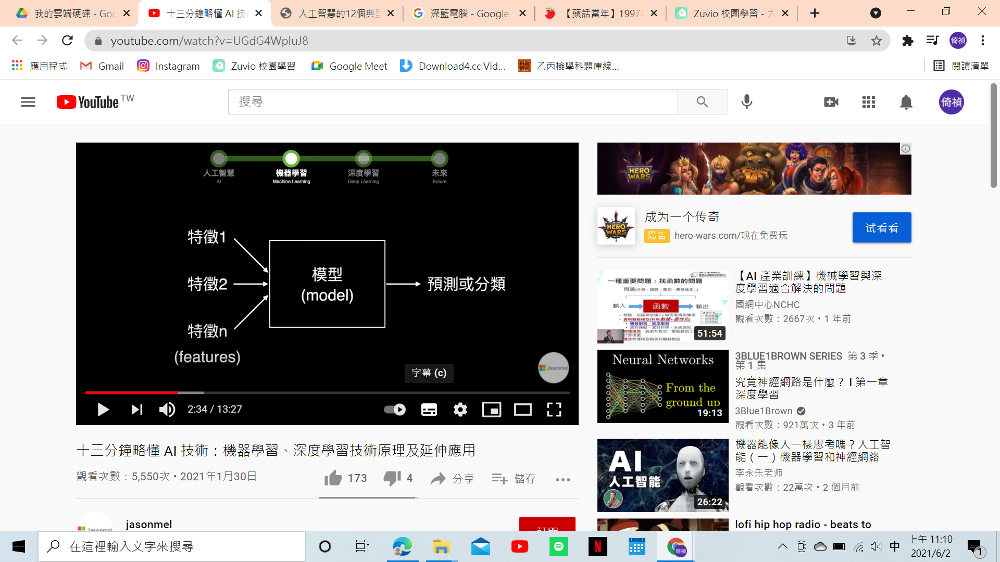 我的雲端硬碟 - Goo
十三分鐘略懂 AI 技
人工智慧的12個典型
深藍電腦 - Google
【蘋話當年】1997
Zuvio 校園學習 - 大
youtube.com/watch?v=UGdG4WpluJ8
倚禎
應用程式
Gmail
Instagram
Zuvio 校園學習
Google Meet
Download4.cc Vid...
乙丙檢學科題庫線...
閱讀清單
YouTube TW
搜尋
倚禎
人工智慧
AI
機器學習
Machine Learning
深度學習
Deep Learning
未來
Future
特徵1
特徵2
特徵n
(features)
模型
(model)
預測或分類
字幕 (c)
Jasonmel
2:34 / 13:27
十三分鐘略懂 AI 技術：機器學習、深度學習技術原理及延伸應用
觀看次數：5,550次 • 2021年1月30日
173
4
分享
儲存
jasonmel
Jasonmel
訂閱
HERO WARS
HERO WARS
成为一个传奇
廣告 hero-wars.com/现在免费玩
试看看
一種重要問題：找函數的問題
輸入
函數
輸出
51:54
【AI 產業訓練】機械學習與深
度學習適合解決的問題
國網中心NCHC
觀看次數：2667次 • 1 年前
Neural Networks
From the
ground up
19:13
3BLUE1BROWN SERIES 第 3 季 •
第 1 集
究竟神經網路是什麼？ l 第一章
深度學習
3Blue1Brown
觀看次數：921萬次 • 3 年前
AI
人工智能
26:22
機器能像人一樣思考嗎？人工智
能（一）機器學習和神經網絡
李永乐老师
觀看次數：22萬次 • 2 個月前
lofi hip hop radio - beats to
在這裡輸入文字來搜尋
倚禎
中
上午 11:10
2021/6/2
1